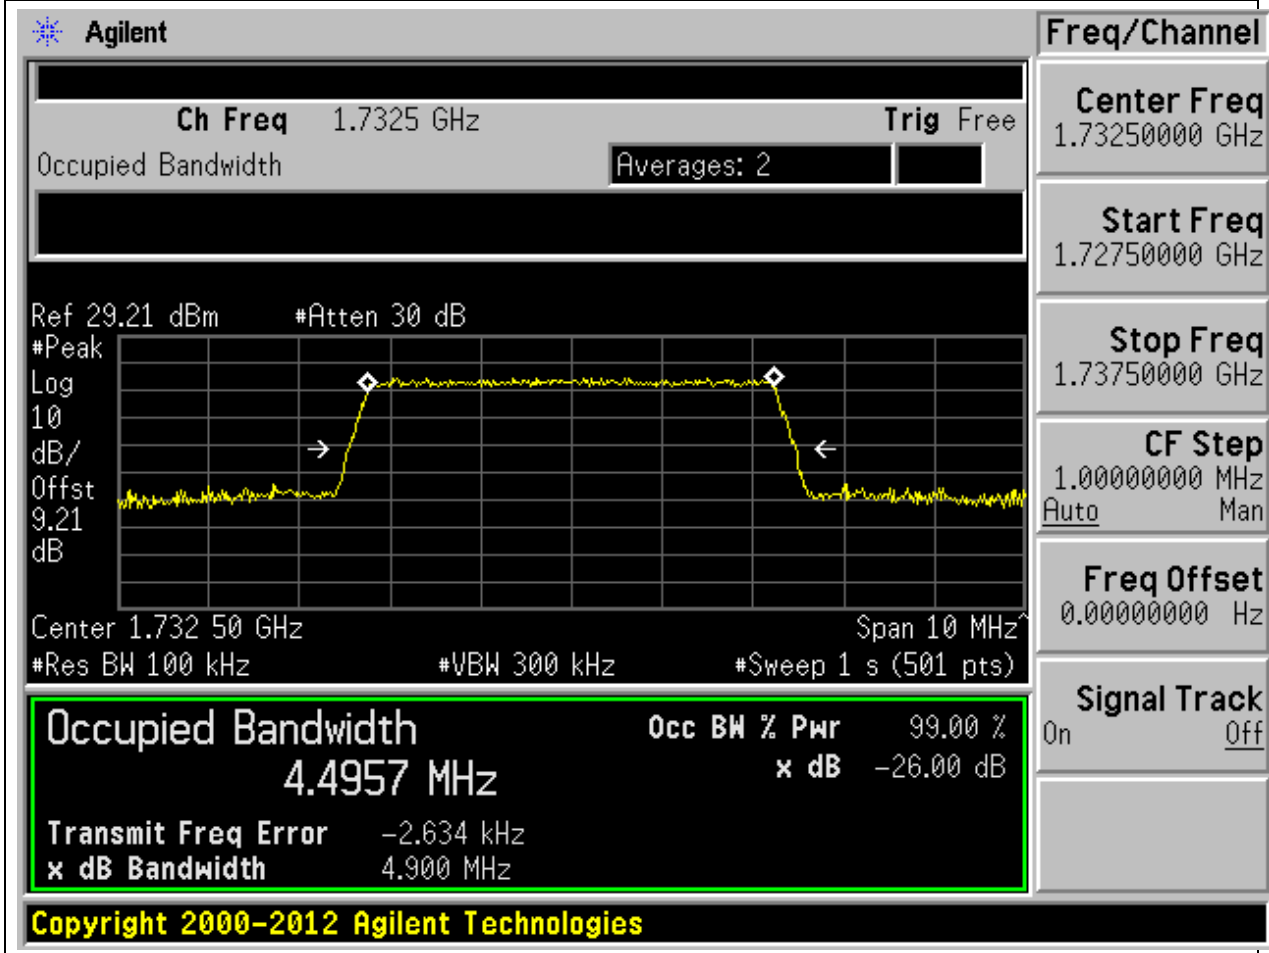 Agilent
Freq/Channel
Ch Freq 1.7325 GHz Trig Free
Occupied Bandwidth Averages: 2
Ref 29.21 dBm #Atten 30 dB
#Peak
Log
10
dB/
Offst
9.21
dB
Center 1.732 50 GHz Span 10 MHz^
#Res BW 100 kHz #VBW 300 kHz #Sweep 1 s (501 pts)
Occupied Bandwidth Occ BW % Pwr 99.00 %
4.4957 MHz x dB -26.00 dB
Transmit Freq Error -2.634 kHz
x dB Bandwidth 4.900 MHz
Copyright 2000-2012 Agilent Technologies
Center Freq
1.73250000 GHz
Start Freq
1.72750000 GHz
Stop Freq
1.73750000 GHz
CF Step
1.00000000 MHz
Auto Man
Freq Offset
0.00000000 Hz
Signal Track
On Off